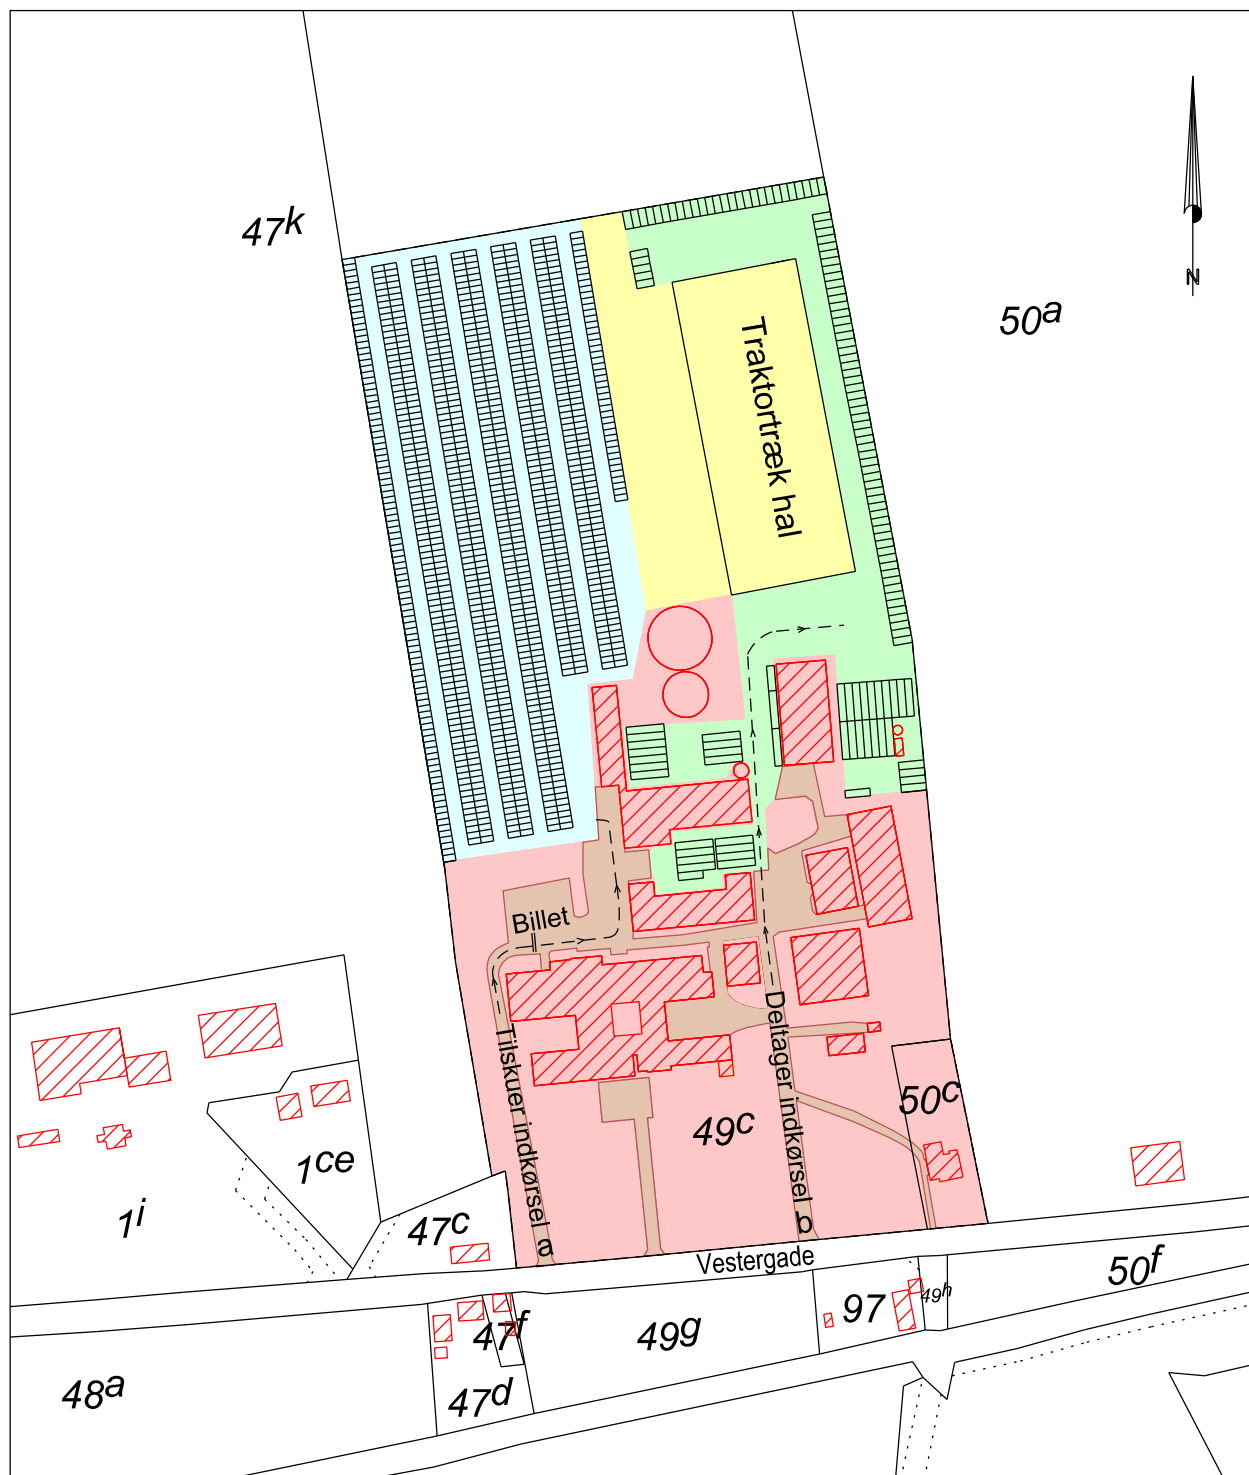 47k
N
50a
Traktortræk hal
Billet
Tilskuer indkørsel a
Deltager indkørsel b
50c
49c
1ce
1i
47c
Vestergade
50f
49h
97
47f
49g
48a
47d